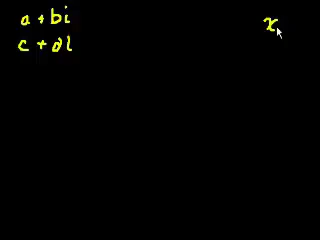 a + bi
x
c + di